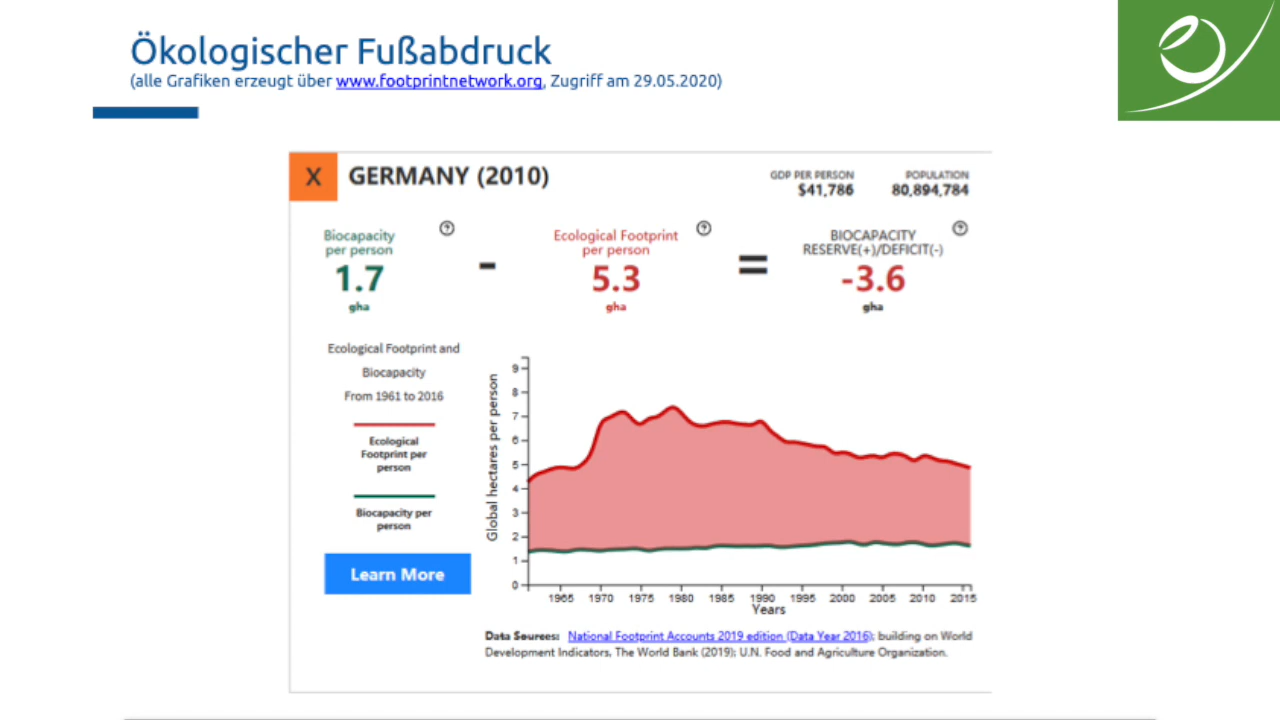 Ökologischer Fußabdruck
(alle Grafiken erzeugt über www.footprintnetwork.org, Zugriff am 29.05.2020)
X GERMANY (2010)
GDP PER PERSON
$41,786
POPULATION
80,894,784
Biocapacity
per person
1.7
gha
-
Ecological Footprint
per person
5.3
gha
=
BIOCAPACITY
RESERVE(+)/DEFICIT(-)
-3.6
gha
Ecological Footprint and
Biocapacity
From 1961 to 2016
Ecological
Footprint per
person
Biocapacity per
person
Learn More
Global hectares per person
9
8
7
6
5
4
3
2
1
0
1965 1970 1975 1980 1985 1990 1995 2000 2005 2010 2015
Years
Data Sources: National Footprint Accounts 2019 edition (Data Year 2016); building on World
Development Indicators, The World Bank (2019); U.N. Food and Agriculture Organization.